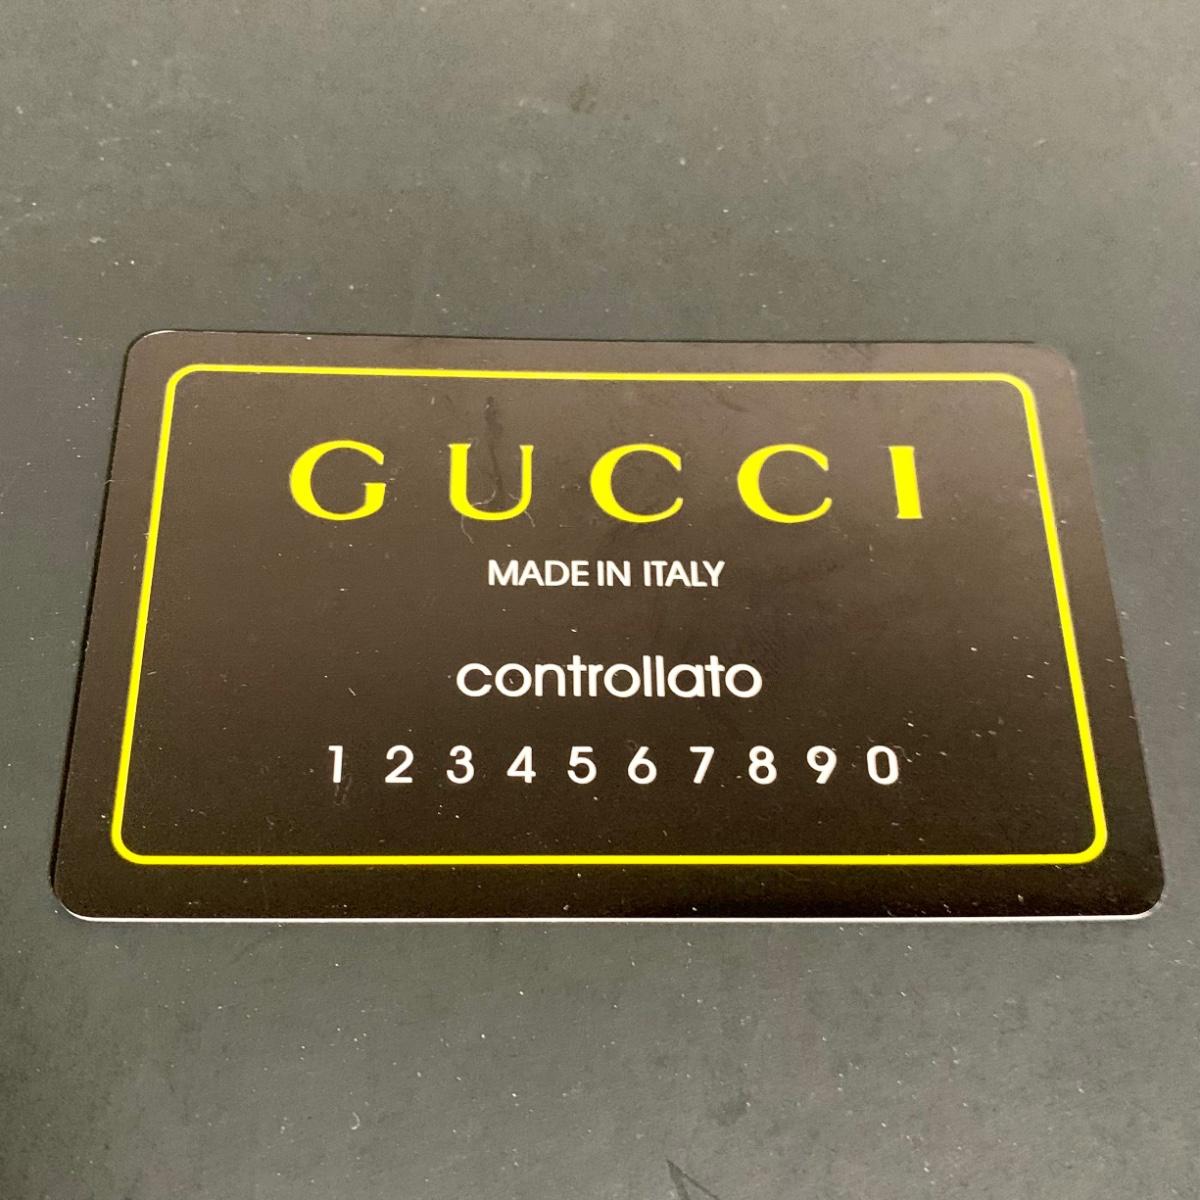 GUCCI
MADE IN ITALY
controllato
1 2 3 4 5 6 7 8 9 0